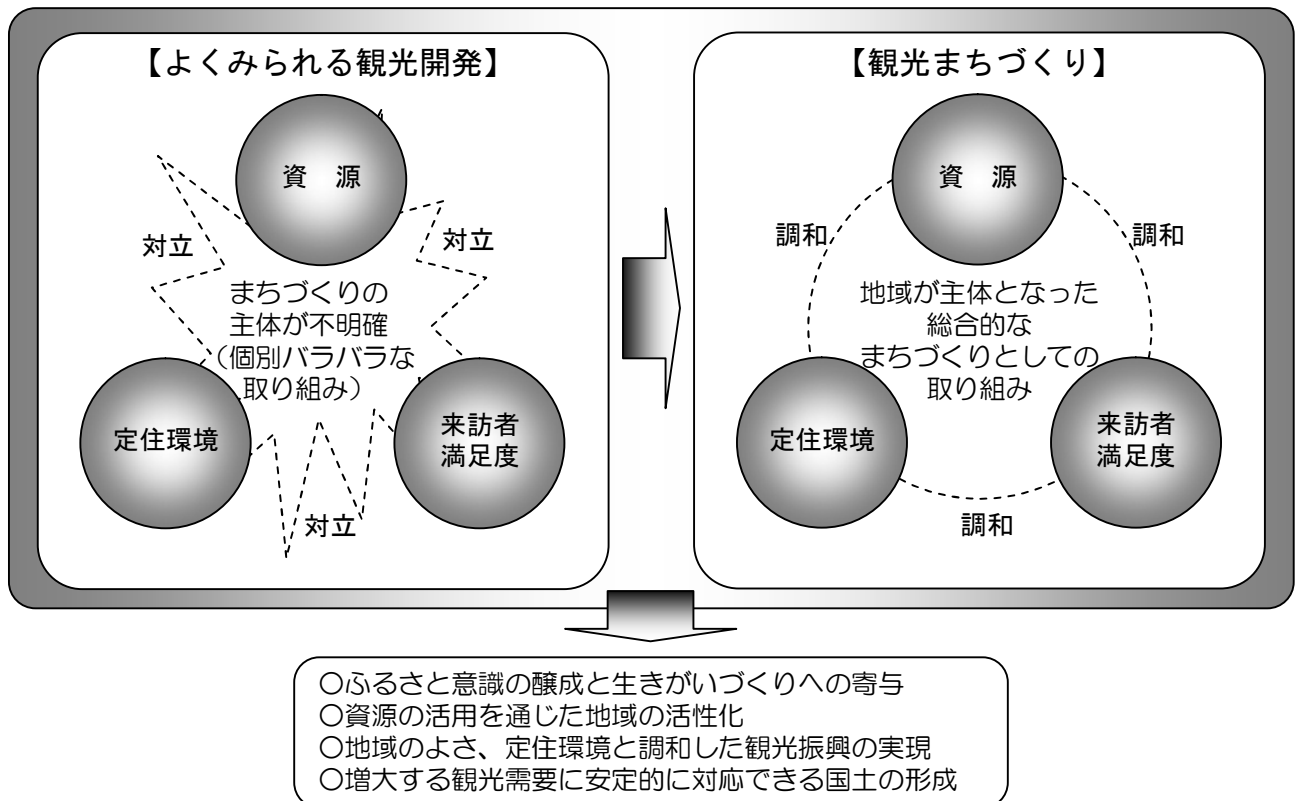 【よくみられる観光開発】
資 源
対立
対立
まちづくりの
主体が不明確
（個別バラバラな
取り組み）
定住環境
来訪者
満足度
対立
【観光まちづくり】
資 源
調和
調和
地域が主体となった
総合的な
まちづくりとしての
取り組み
定住環境
来訪者
満足度
調和
○ふるさと意識の醸成と生きがいづくりへの寄与
○資源の活用を通じた地域の活性化
○地域のよさ、定住環境と調和した観光振興の実現
○増大する観光需要に安定的に対応できる国土の形成